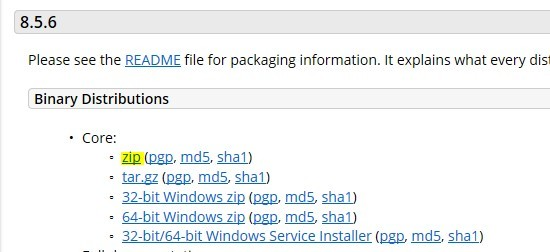 8.5.6
Please see the README file for packaging information. It explains what every dist
Binary Distributions
• Core:
◦ zip (pgp, md5, sha1)
◦ tar.gz (pgp, md5, sha1)
◦ 32-bit Windows zip (pgp, md5, sha1)
◦ 64-bit Windows zip (pgp, md5, sha1)
◦ 32-bit/64-bit Windows Service Installer (pgp, md5, sha1)